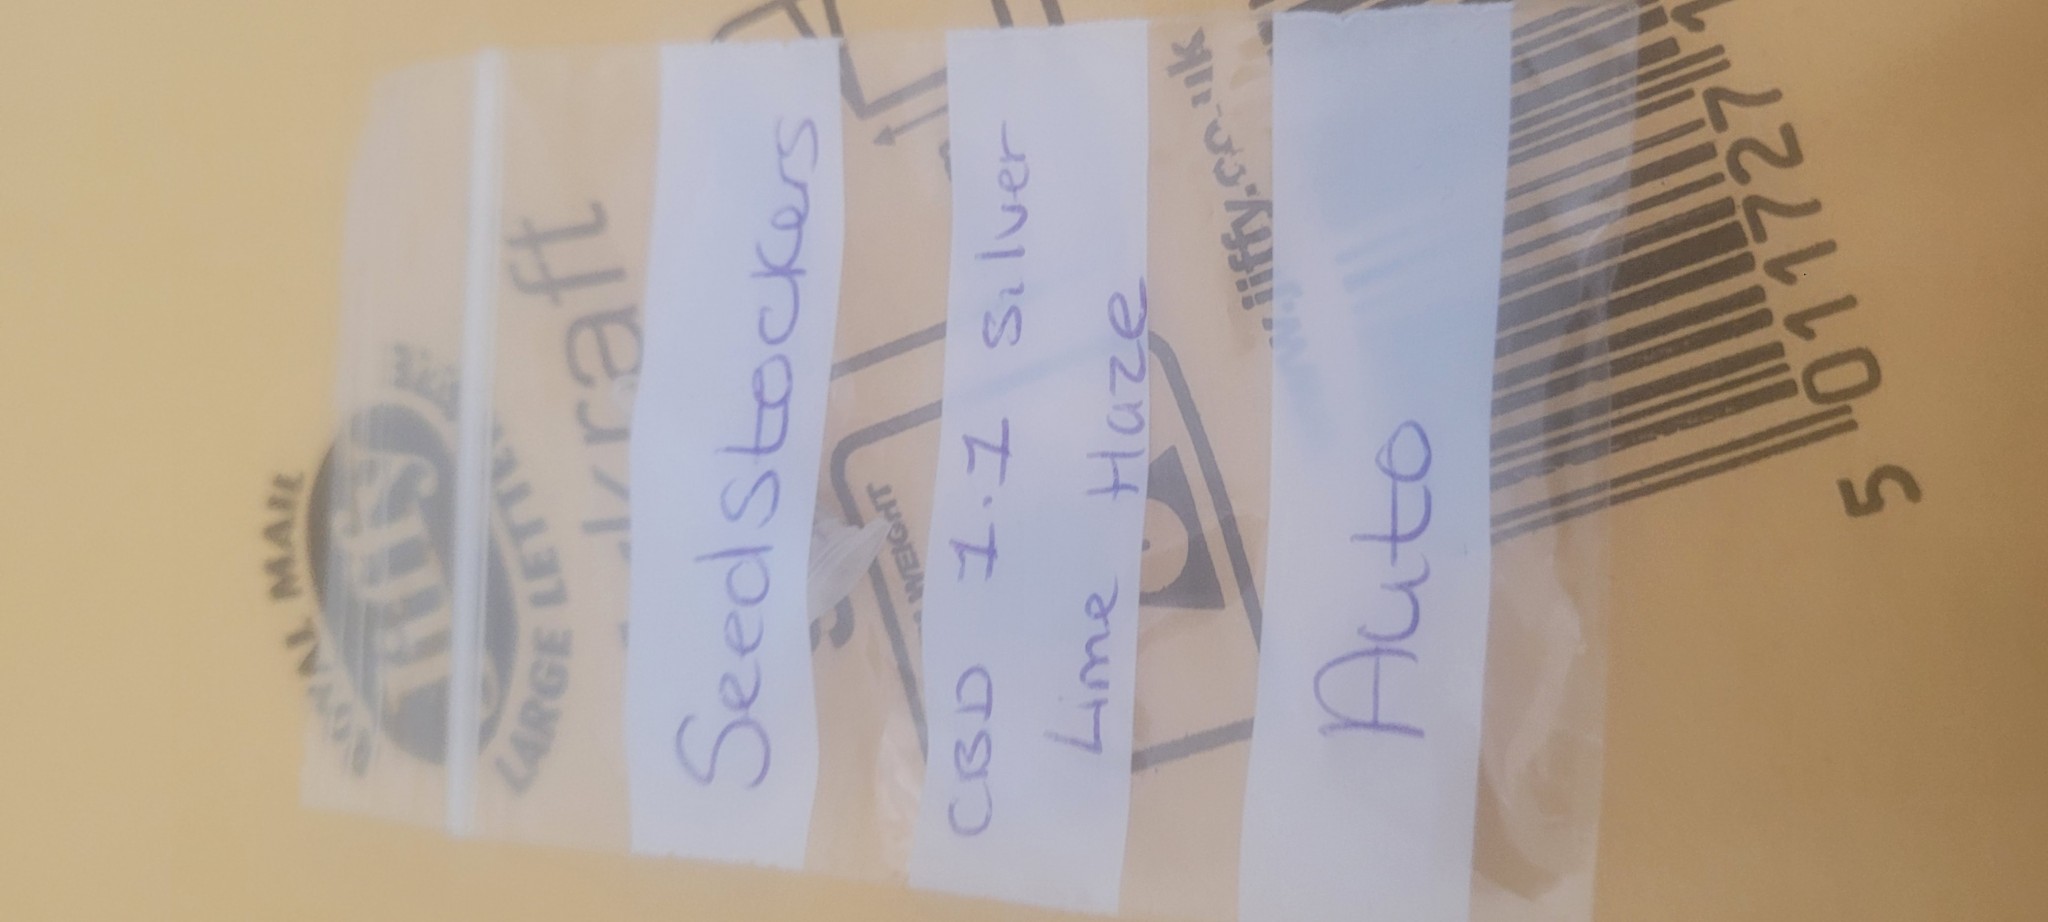 SeedStockers
CBD 1.1 Silver
Lime Haze
Auto
ROYAL MAIL
Jiffy
LARGE LETTER
kraft
WEIGHT
jiffy.co.uk
5 011727